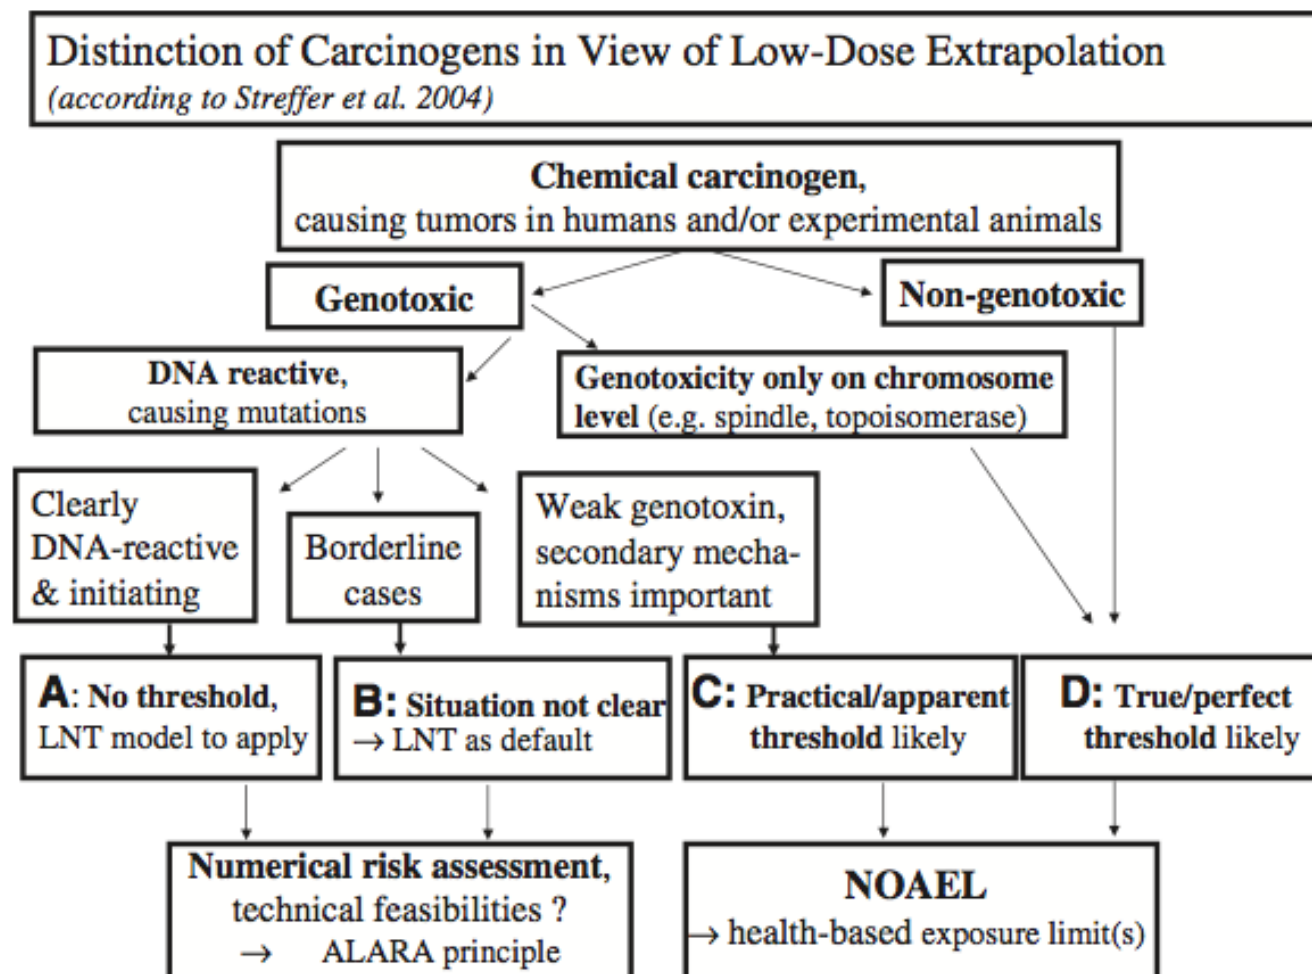 Distinction of Carcinogens in View of Low-Dose Extrapolation
(according to Streffer et al. 2004)
Chemical carcinogen,
causing tumors in humans and/or experimental animals
Genotoxic
Non-genotoxic
DNA reactive,
causing mutations
Genotoxicity only on chromosome
level (e.g. spindle, topoisomerase)
Clearly
DNA-reactive
& initiating
Borderline
cases
Weak genotoxin,
secondary mecha-
nisms important
A: No threshold,
LNT model to apply
B: Situation not clear
→ LNT as default
C: Practical/apparent
threshold likely
D: True/perfect
threshold likely
Numerical risk assessment,
technical feasibilities ?
→ ALARA principle
NOAEL
→ health-based exposure limit(s)